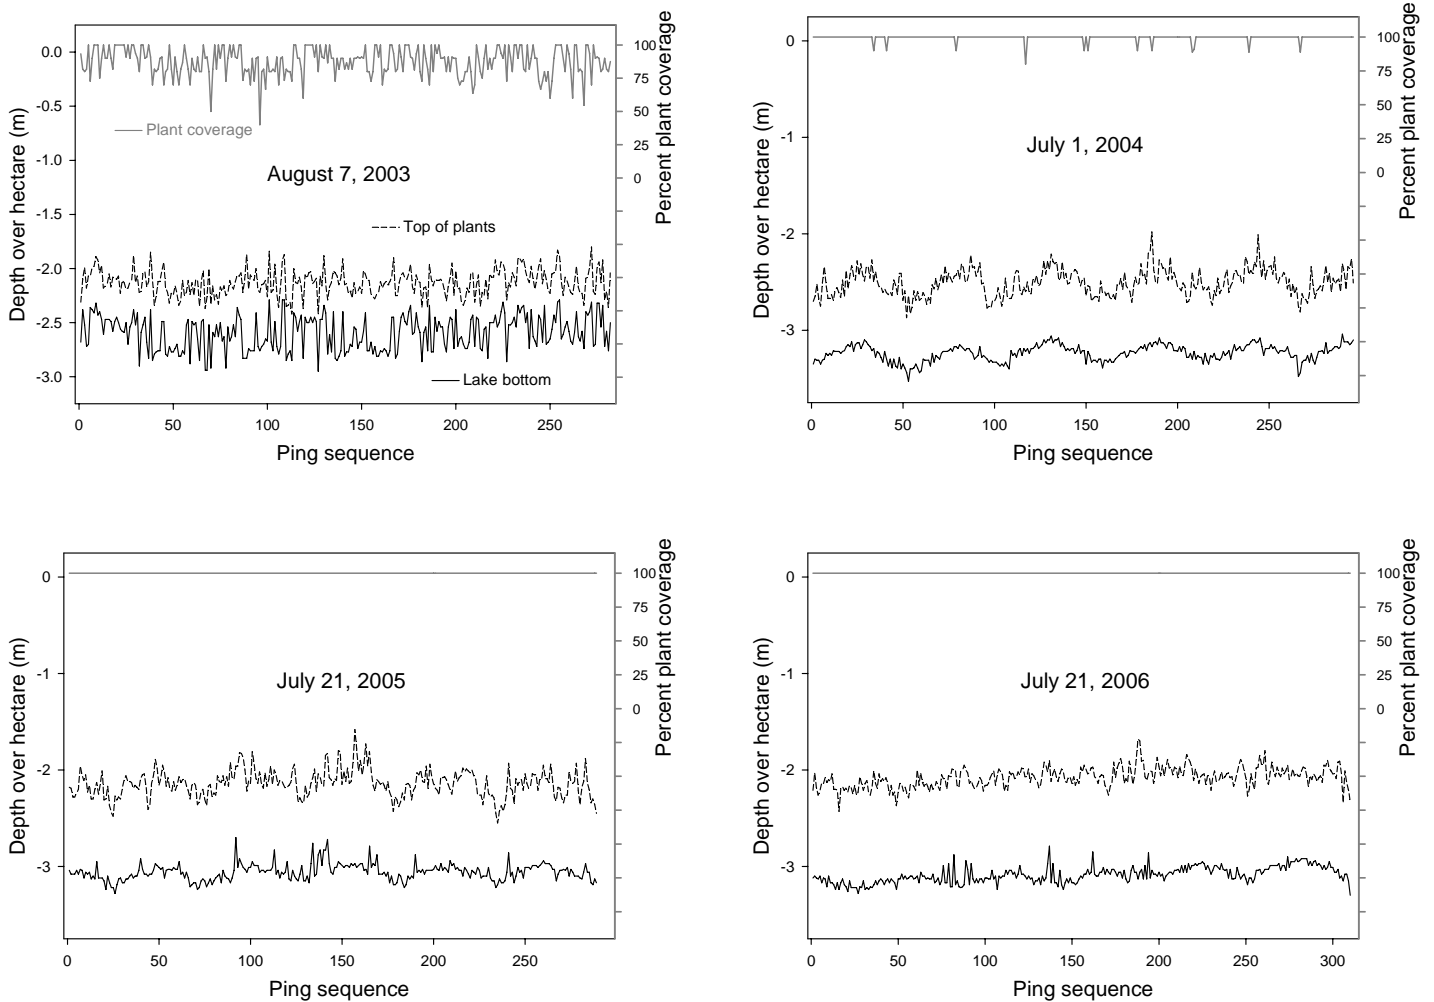 0.0
-0.5
-1.0
-1.5
-2.0
-2.5
-3.0
Depth over hectare (m)
Plant coverage
August 7, 2003
Top of plants
Lake bottom
100
75
50
25
0
Percent plant coverage
0 50 100 150 200 250
Ping sequence
0
-1
-2
-3
Depth over hectare (m)
July 1, 2004
100
75
50
25
0
Percent plant coverage
0 50 100 150 200 250
Ping sequence
0
-1
-2
-3
Depth over hectare (m)
July 21, 2005
100
75
50
25
0
Percent plant coverage
0 50 100 150 200 250
Ping sequence
0
-1
-2
-3
Depth over hectare (m)
July 21, 2006
100
75
50
25
0
Percent plant coverage
0 50 100 150 200 250 300
Ping sequence